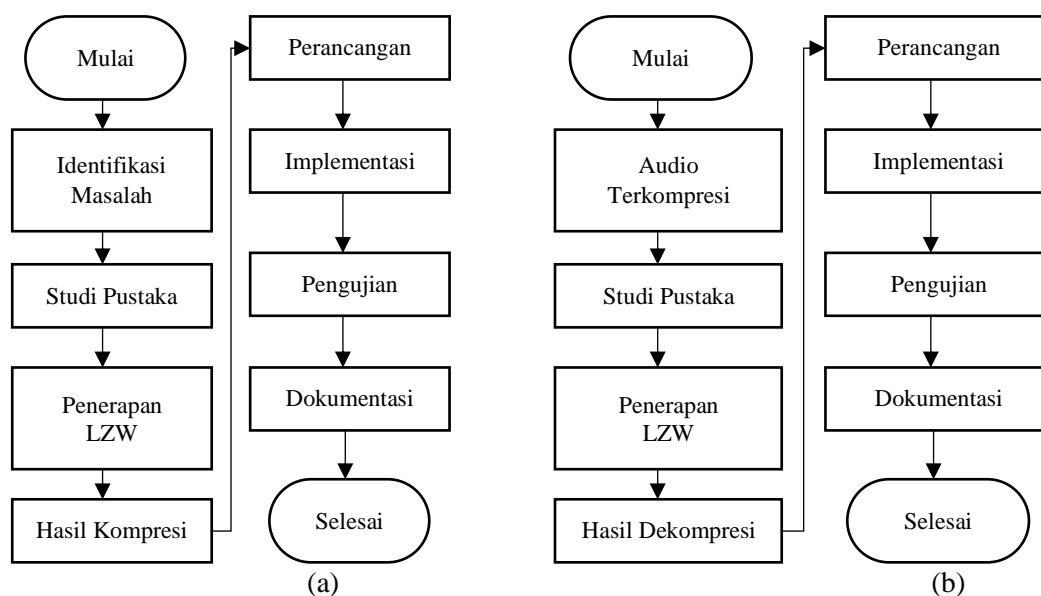 Mulai
Identifikasi
Masalah
Studi Pustaka
Penerapan
LZW
Hasil Kompresi
Perancangan
Implementasi
Pengujian
Dokumentasi
Selesai
(a)
Mulai
Audio
Terkompresi
Studi Pustaka
Penerapan
LZW
Hasil Dekompresi
Perancangan
Implementasi
Pengujian
Dokumentasi
Selesai
(b)